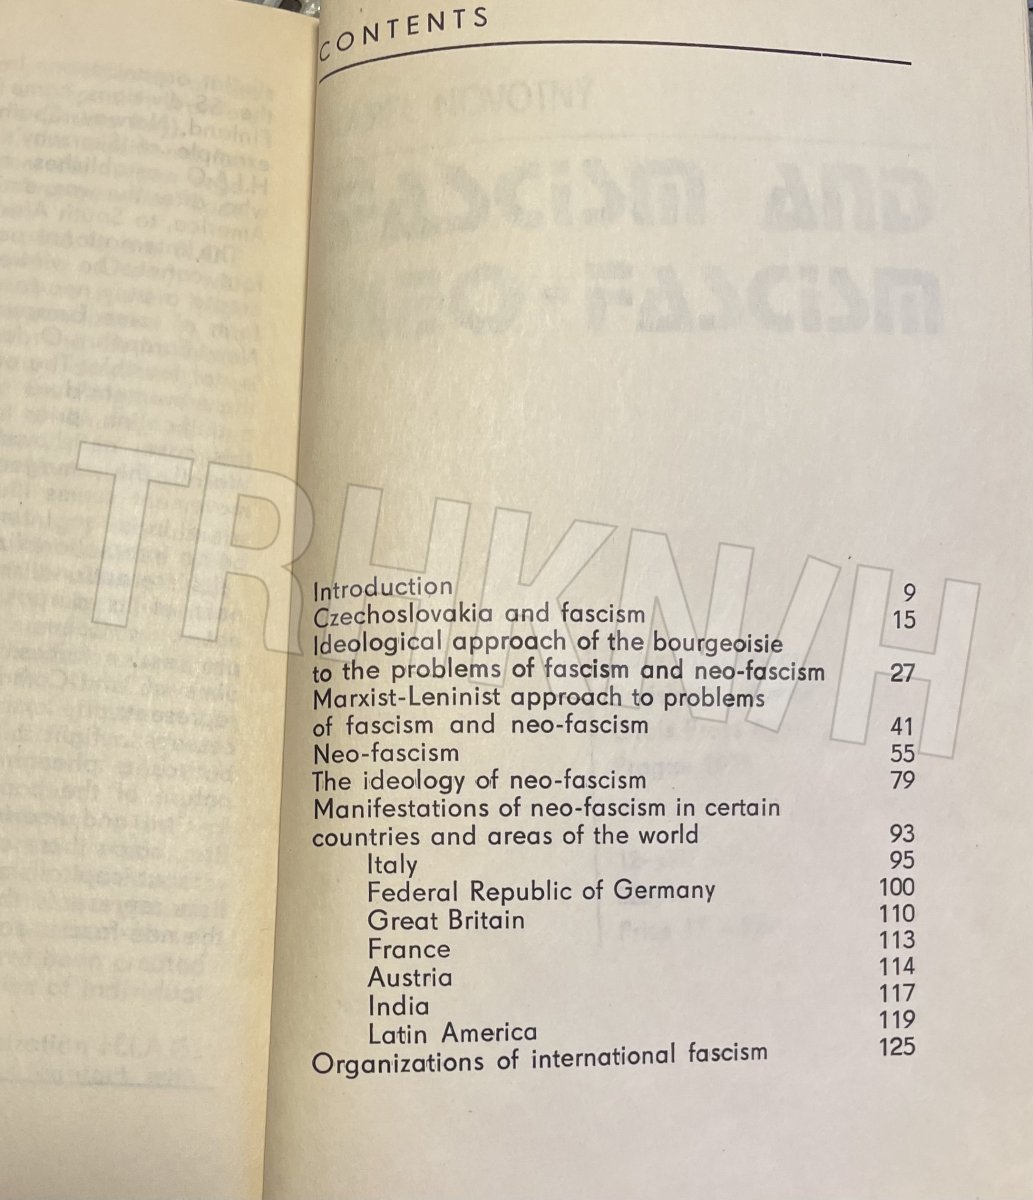 CONTENTS
Introduction 9
Czechoslovakia and fascism 15
Ideological approach of the bourgeoisie
to the problems of fascism and neo-fascism 27
Marxist-Leninist approach to problems
of fascism and neo-fascism 41
Neo-fascism 55
The ideology of neo-fascism 79
Manifestations of neo-fascism in certain
countries and areas of the world 93
Italy 95
Federal Republic of Germany 100
Great Britain 110
France 113
Austria 114
India 117
Latin America 119
Organizations of international fascism 125